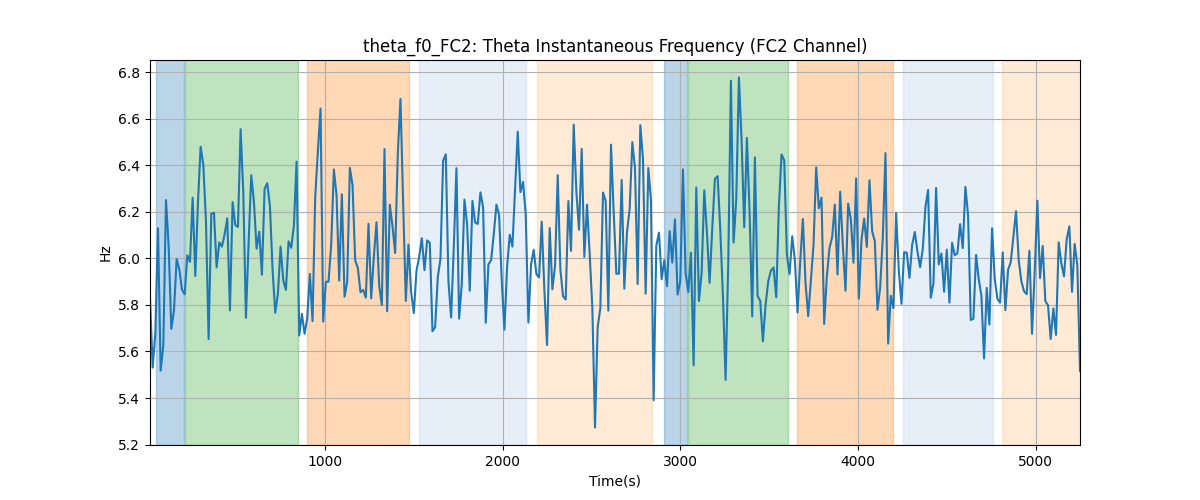 theta_f0_FC2: Theta Instantaneous Frequency (FC2 Channel)
6.8
6.6
6.4
6.2
6.0
5.8
5.6
5.4
5.2
Hz
1000 2000 3000 4000 5000
Time(s)